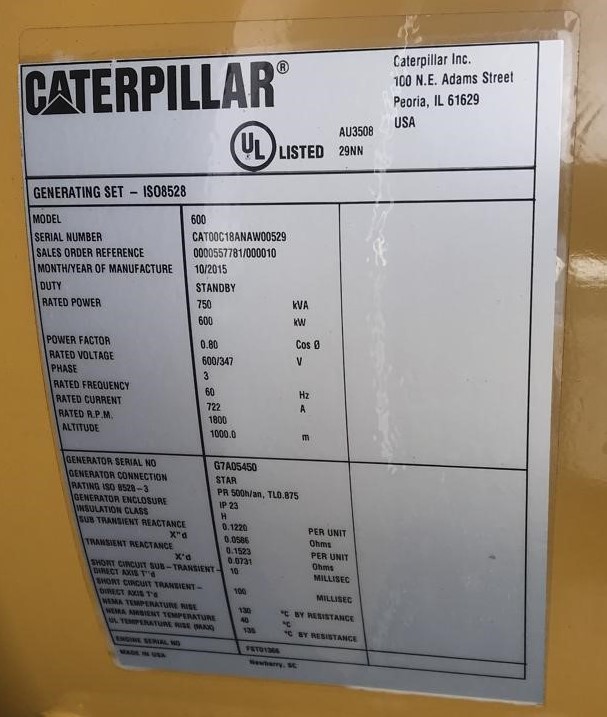 CATERPILLAR®
Caterpillar Inc.
100 N.E. Adams Street
Peoria, IL 61629
USA
UL LISTED AU3508
29NN
GENERATING SET – ISO8528
MODEL 600
SERIAL NUMBER CAT00C18ANAW00529
SALES ORDER REFERENCE 0000557781/000010
MONTH/YEAR OF MANUFACTURE 10/2015
DUTY STANDBY
RATED POWER 750 kVA
600 kW
POWER FACTOR 0.80 Cos Ø
RATED VOLTAGE 600/347 V
PHASE 3
RATED FREQUENCY 60 Hz
RATED CURRENT 722 A
RATED R.P.M. 1800
ALTITUDE 1000.0 m
GENERATOR SERIAL NO G7A05450
GENERATOR CONNECTION STAR
RATING ISO 8528–3 PR 500h/an, TL0.875
GENERATOR ENCLOSURE IP 23
INSULATION CLASS H
SUB TRANSIENT REACTANCE 0.1220 PER UNIT
X"d 0.0586 Ohms
TRANSIENT REACTANCE 0.1523 PER UNIT
X'd 0.0731 Ohms
SHORT CIRCUIT SUB–TRANSIENT– 10 MILLISEC
DIRECT AXIS T"d
SHORT CIRCUIT TRANSIENT– 100 MILLISEC
DIRECT AXIS T'd
NEMA TEMPERATURE RISE 130 °C BY RESISTANCE
NEMA AMBIENT TEMPERATURE 40 °C
UL TEMPERATURE RISE (MAX) 135 °C BY RESISTANCE
ENGINE SERIAL NO FST01366
MADE IN USA Newberry, SC